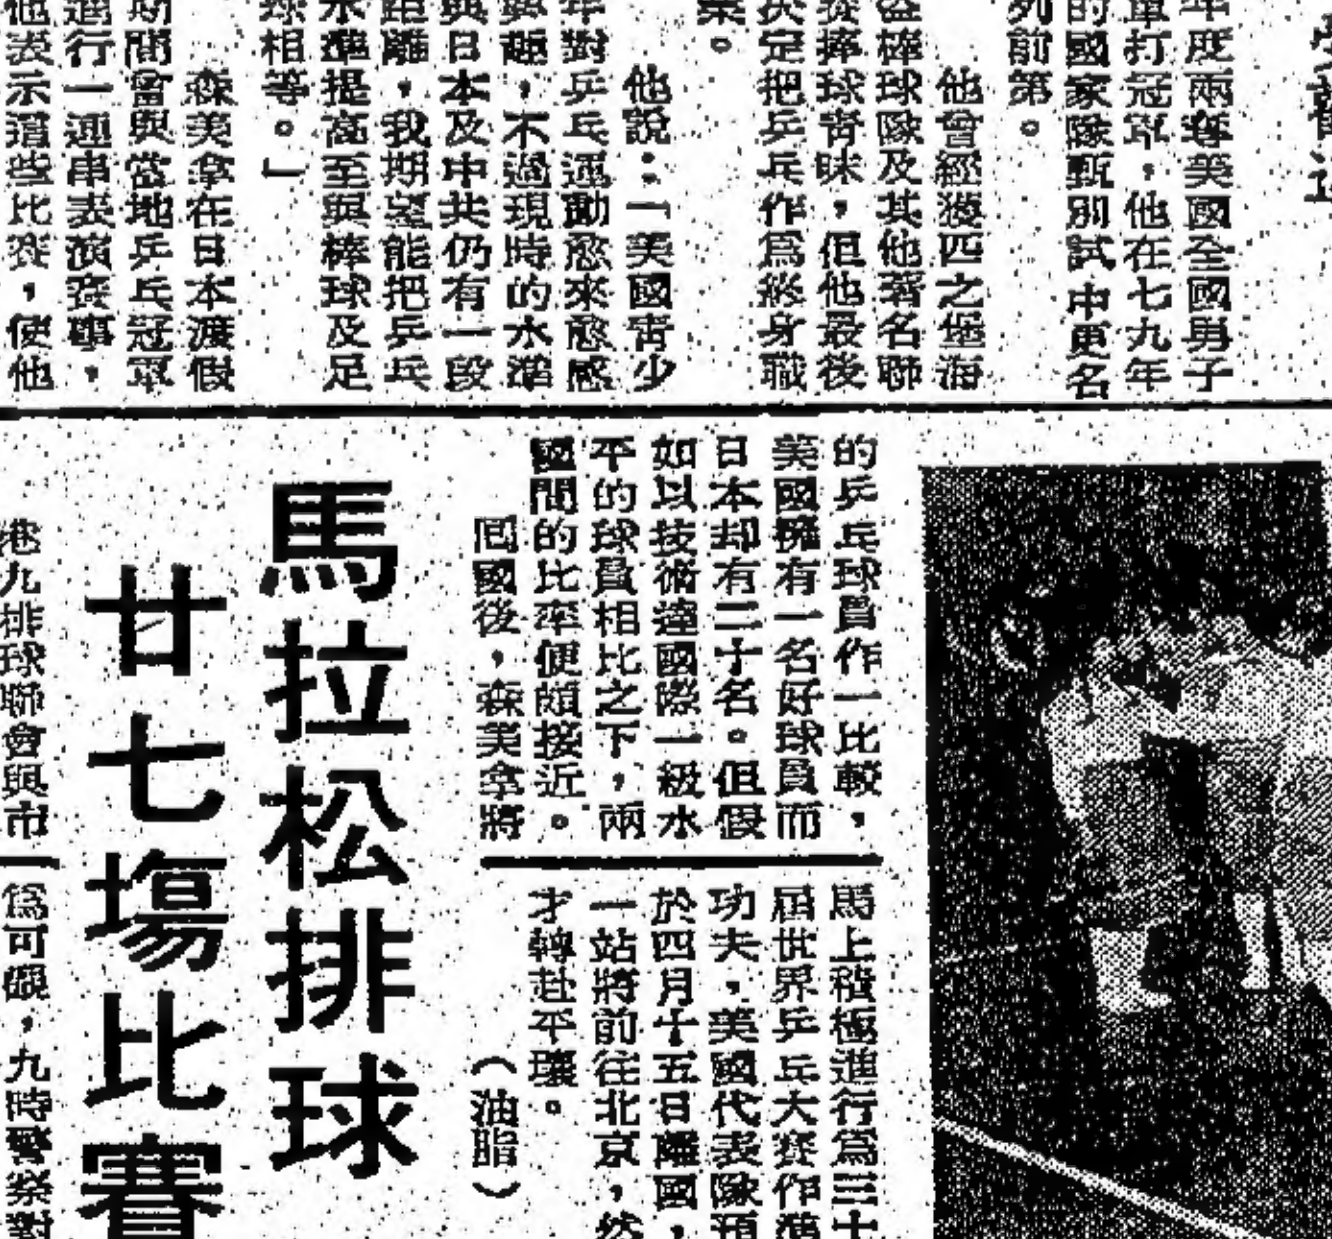 年度兩奪美國全國男子
單打冠軍，他在七九年
的國家隊甄別試中更名
列前第。
他曾經獲匹之堡海
盜棒球隊及其他著名聯
從捧球青眛，但他最後
決定把乒乓作爲終身職
業。
他說：「美國靑少
年對乒乓運動愈來愈感
興趣，不過現時的水準
與日本及中共仍有一段
距離，我期望能把乒乓
水準提高至與棒球及足
球相等。」
森美拿在日本渡假
期間會與當地乒乓冠軍
進行一連串表演賽事，
他表示這些比賽，使他
的乒乓球員作一比較，
美國擁有一名好球員而
日本却有二十名。但假
如以技術達國際一級水
平的球員相比之下，兩
國間的比率便頗接近。
囘國後，森美拿將
馬上積極進行爲三十
屆世界乒乓大賽作準
功夫，美國代表隊預
於四月十五日離國，
一站將前往北京，然
才轉赴平壤。
（油脂）
馬拉松排球
廿七塲比賽
港九排球聯會與市
爲可觀，九時警察對